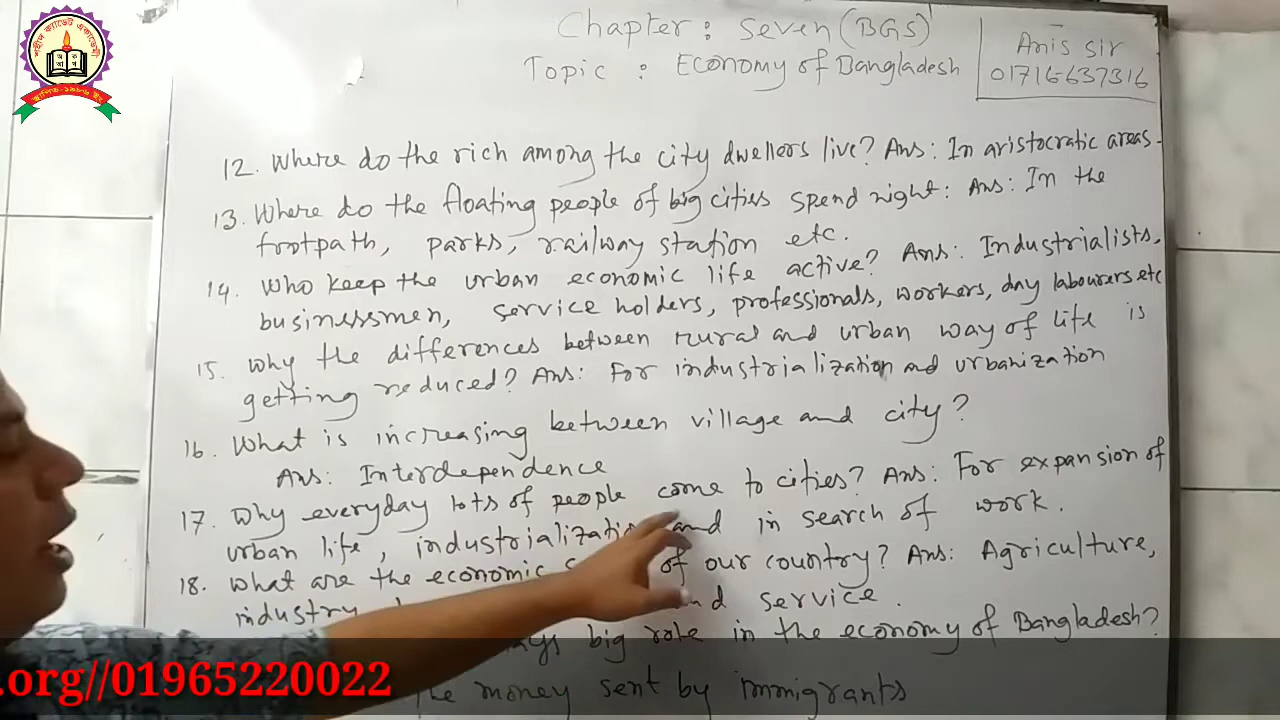 Chapter: Seven (BGS)
Topic : Economy of Bangladesh
Anis Sir
01716-637316
12. Where do the rich among the city dwellers live? Ans: In aristocratic areas.
13. Where do the floating people of big cities spend night: Ans: In the
footpath, parks, railway station etc.
14. Who keep the urban economic life active? Ans: Industrialists,
businessmen, service holders, professionals, workers, day labourers etc
15. Why the differences between rural and urban way of life is
getting reduced? Ans: For industrialization and urbanization
16. What is increasing between village and city?
Ans: Interdependence
17. Why everyday lots of people come to cities? Ans: For expansion of
urban life, industrialization and in search of work.
18. What are the economic of our country? Ans: Agriculture,
industry and service.
plays big role in the economy of Bangladesh?
The money sent by immigrants
.org//01965220022
শহীদ ক্যাডেট একাডেমী